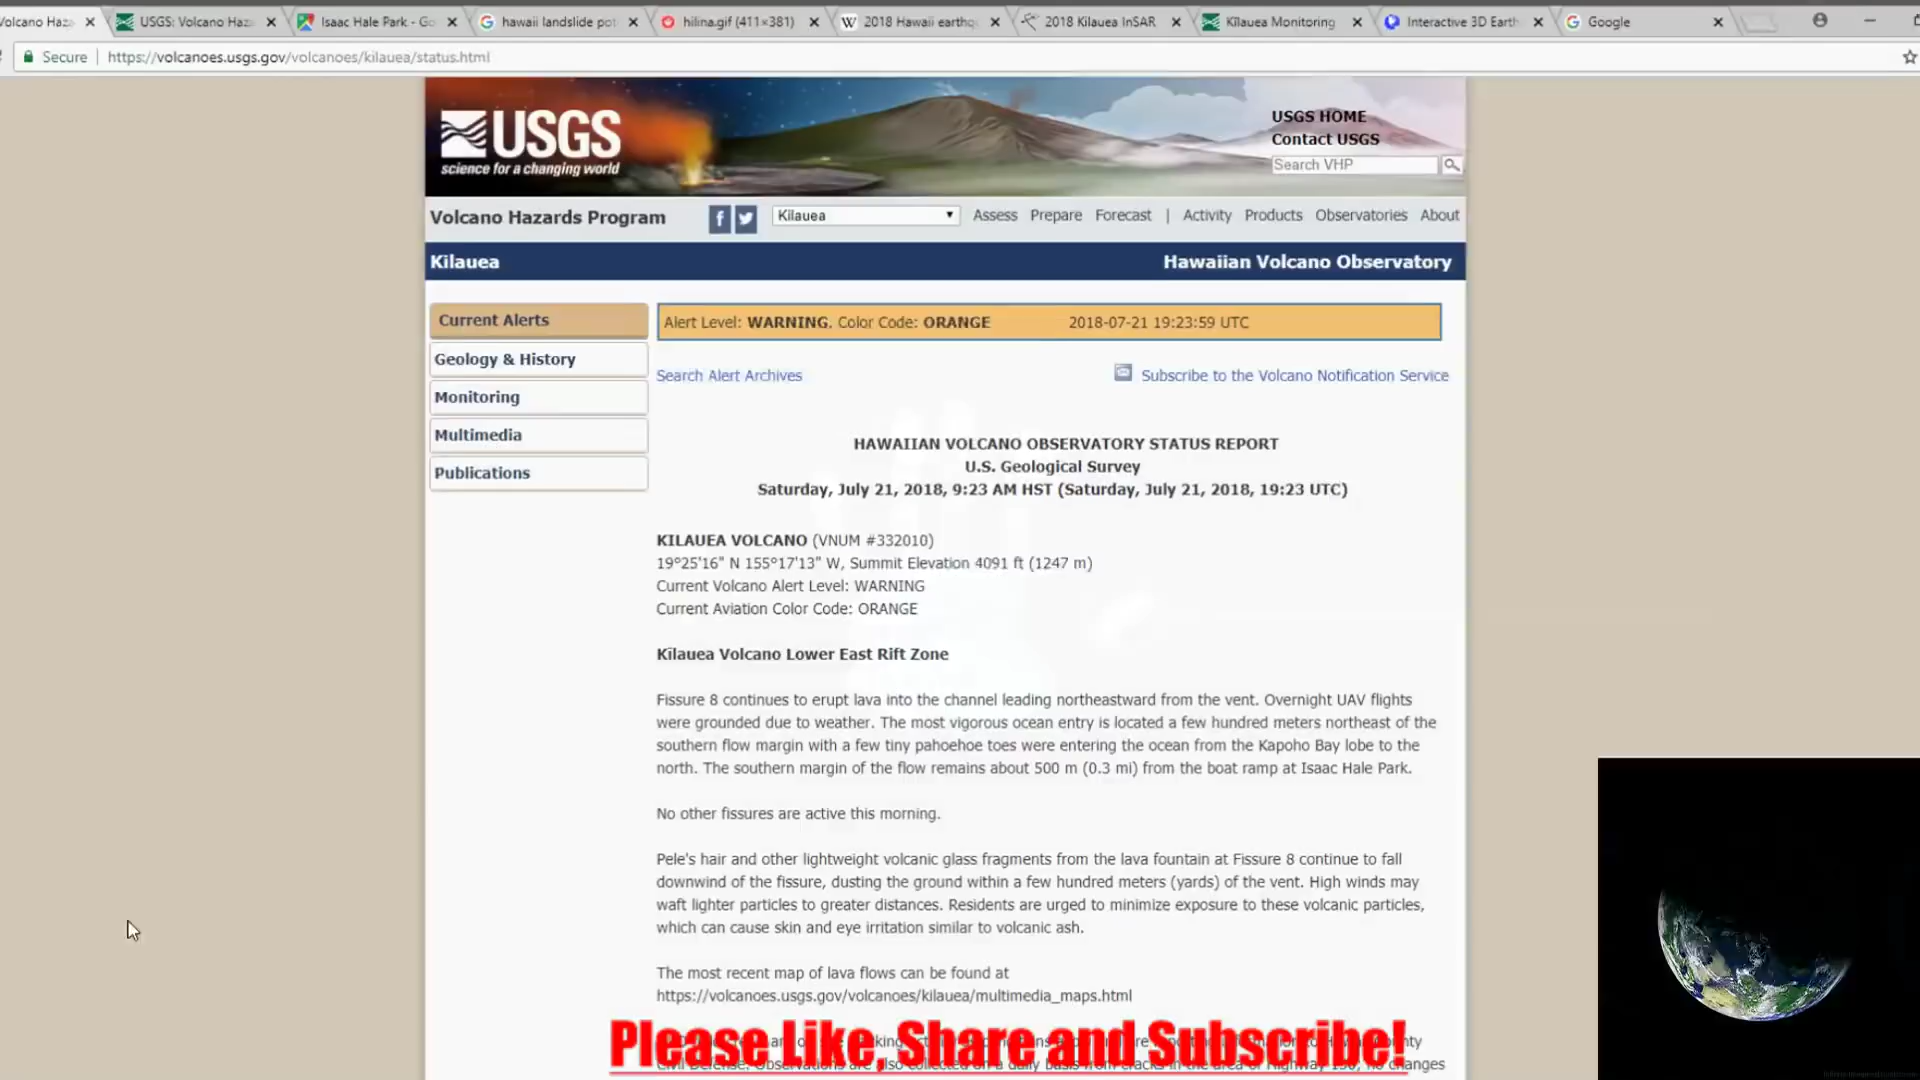 Volcano Haz
USGS: Volcano Haz
Isaac Hale Park - Go
hawaii landslide pot
hilina.gif (411×381)
2018 Hawaii earthq
2018 Kilauea InSAR
Kīlauea Monitoring
Interactive 3D Earth
Google
Secure
https://volcanoes.usgs.gov/volcanoes/kilauea/status.html
USGS
science for a changing world
USGS HOME
Contact USGS
Search VHP
Volcano Hazards Program
Kilauea
Assess Prepare Forecast | Activity Products Observatories About
Kilauea
Hawaiian Volcano Observatory
Current Alerts
Geology & History
Monitoring
Multimedia
Publications
Alert Level: WARNING, Color Code: ORANGE 2018-07-21 19:23:59 UTC
Search Alert Archives
Subscribe to the Volcano Notification Service
HAWAIIAN VOLCANO OBSERVATORY STATUS REPORT
U.S. Geological Survey
Saturday, July 21, 2018, 9:23 AM HST (Saturday, July 21, 2018, 19:23 UTC)
KILAUEA VOLCANO (VNUM #332010)
19°25'16" N 155°17'13" W, Summit Elevation 4091 ft (1247 m)
Current Volcano Alert Level: WARNING
Current Aviation Color Code: ORANGE
Kīlauea Volcano Lower East Rift Zone
Fissure 8 continues to erupt lava into the channel leading northeastward from the vent. Overnight UAV flights
were grounded due to weather. The most vigorous ocean entry is located a few hundred meters northeast of the
southern flow margin with a few tiny pahoehoe toes were entering the ocean from the Kapoho Bay lobe to the
north. The southern margin of the flow remains about 500 m (0.3 mi) from the boat ramp at Isaac Hale Park.
No other fissures are active this morning.
Pele's hair and other lightweight volcanic glass fragments from the lava fountain at Fissure 8 continue to fall
downwind of the fissure, dusting the ground within a few hundred meters (yards) of the vent. High winds may
waft lighter particles to greater distances. Residents are urged to minimize exposure to these volcanic particles,
which can cause skin and eye irritation similar to volcanic ash.
The most recent map of lava flows can be found at
https://volcanoes.usgs.gov/volcanoes/kilauea/multimedia_maps.html
Please Like, Share and Subscribe!